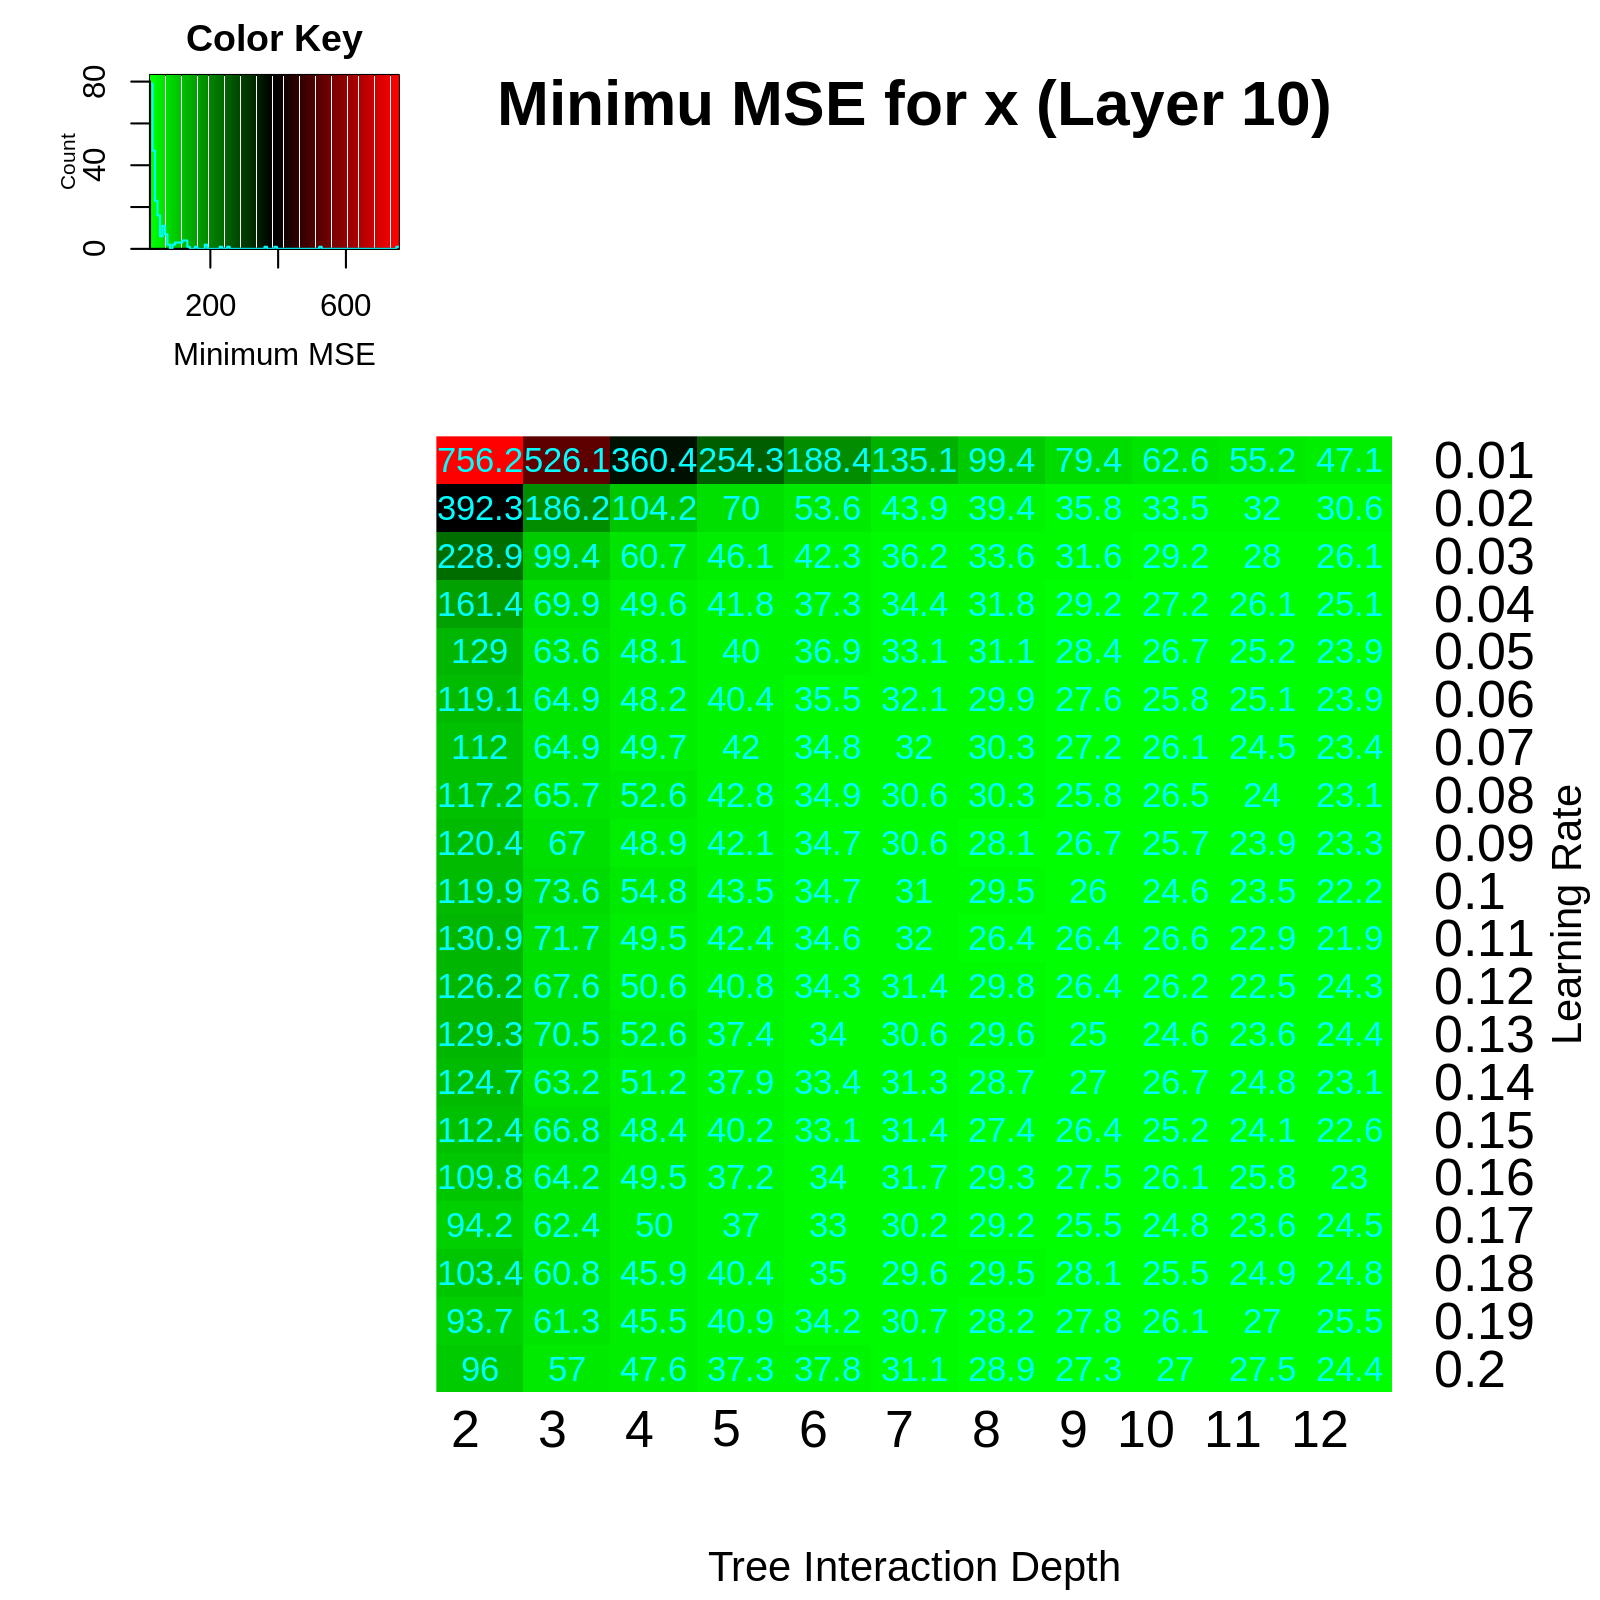 Color Key
Minimu MSE for x (Layer 10)
Count
0 40 80
200 600
Minimum MSE
756.2 526.1 360.4 254.3 188.4 135.1 99.4 79.4 62.6 55.2 47.1 0.01
392.3 186.2 104.2 70 53.6 43.9 39.4 35.8 33.5 32 30.6 0.02
228.9 99.4 60.7 46.1 42.3 36.2 33.6 31.6 29.2 28 26.1 0.03
161.4 69.9 49.6 41.8 37.3 34.4 31.8 29.2 27.2 26.1 25.1 0.04
129 63.6 48.1 40 36.9 33.1 31.1 28.4 26.7 25.2 23.9 0.05
119.1 64.9 48.2 40.4 35.5 32.1 29.9 27.6 25.8 25.1 23.9 0.06
112 64.9 49.7 42 34.8 32 30.3 27.2 26.1 24.5 23.4 0.07
117.2 65.7 52.6 42.8 34.9 30.6 30.3 25.8 26.5 24 23.1 0.08
120.4 67 48.9 42.1 34.7 30.6 28.1 26.7 25.7 23.9 23.3 0.09
119.9 73.6 54.8 43.5 34.7 31 29.5 26 24.6 23.5 22.2 0.1
130.9 71.7 49.5 42.4 34.6 32 26.4 26.4 26.6 22.9 21.9 0.11
126.2 67.6 50.6 40.8 34.3 31.4 29.8 26.4 26.2 22.5 24.3 0.12
129.3 70.5 52.6 37.4 34 30.6 29.6 25 24.6 23.6 24.4 0.13
124.7 63.2 51.2 37.9 33.4 31.3 28.7 27 26.7 24.8 23.1 0.14
112.4 66.8 48.4 40.2 33.1 31.4 27.4 26.4 25.2 24.1 22.6 0.15
109.8 64.2 49.5 37.2 34 31.7 29.3 27.5 26.1 25.8 23 0.16
94.2 62.4 50 37 33 30.2 29.2 25.5 24.8 23.6 24.5 0.17
103.4 60.8 45.9 40.4 35 29.6 29.5 28.1 25.5 24.9 24.8 0.18
93.7 61.3 45.5 40.9 34.2 30.7 28.2 27.8 26.1 27 25.5 0.19
96 57 47.6 37.3 37.8 31.1 28.9 27.3 27 27.5 24.4 0.2
Learning Rate
2 3 4 5 6 7 8 9 10 11 12
Tree Interaction Depth